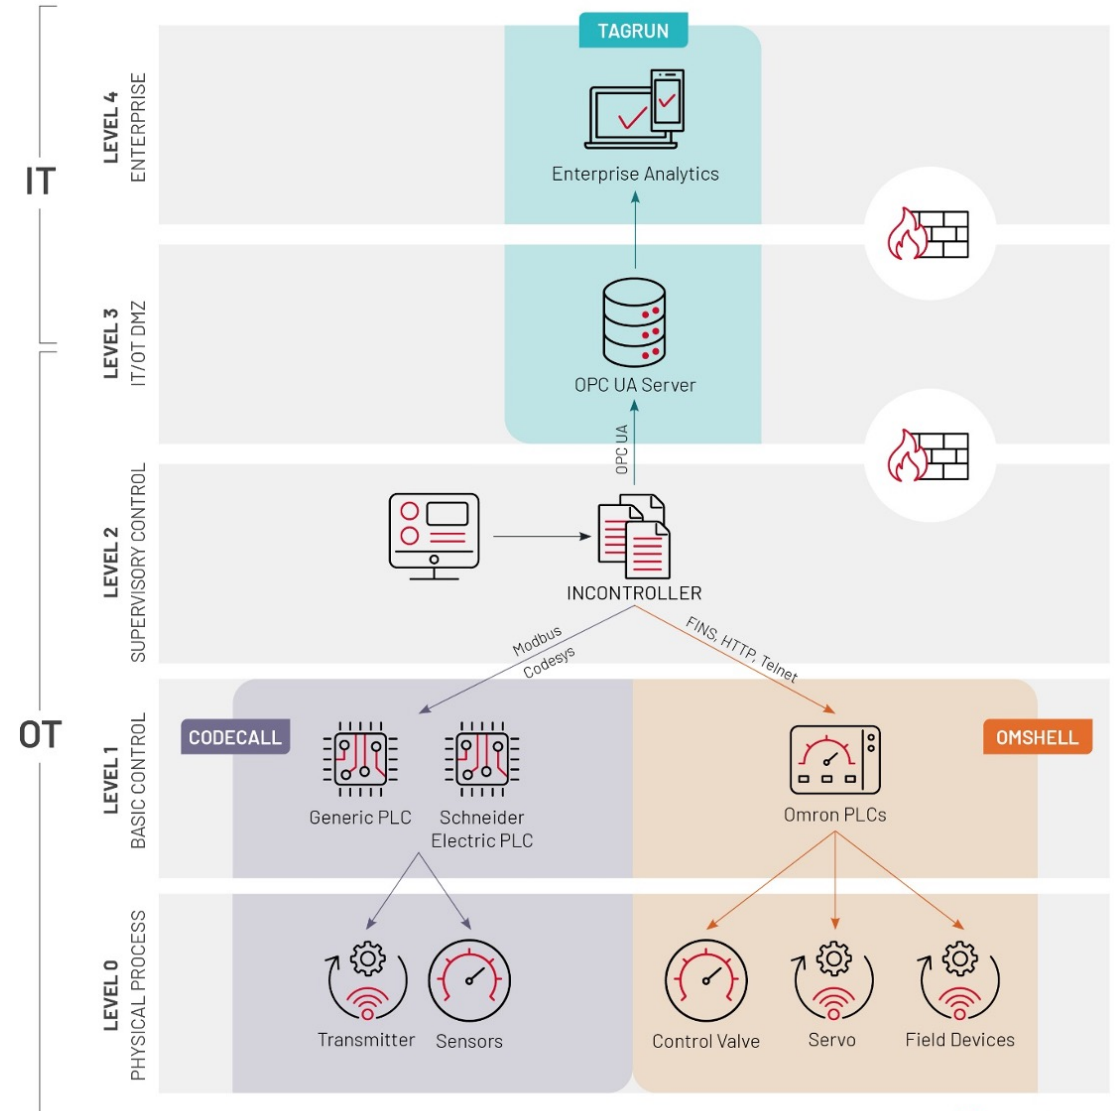 IT
OT
LEVEL 4
ENTERPRISE
TAGRUN
Enterprise Analytics
LEVEL 3
IT/OT DMZ
OPC UA Server
OPC UA
LEVEL 2
SUPERVISORY CONTROL
INCONTROLLER
Modbus
Codesys
FINS, HTTP, Telnet
LEVEL 1
BASIC CONTROL
CODECALL
Generic PLC
Schneider
Electric PLC
OMSHELL
Omron PLCs
LEVEL 0
PHYSICAL PROCESS
Transmitter
Sensors
Control Valve
Servo
Field Devices